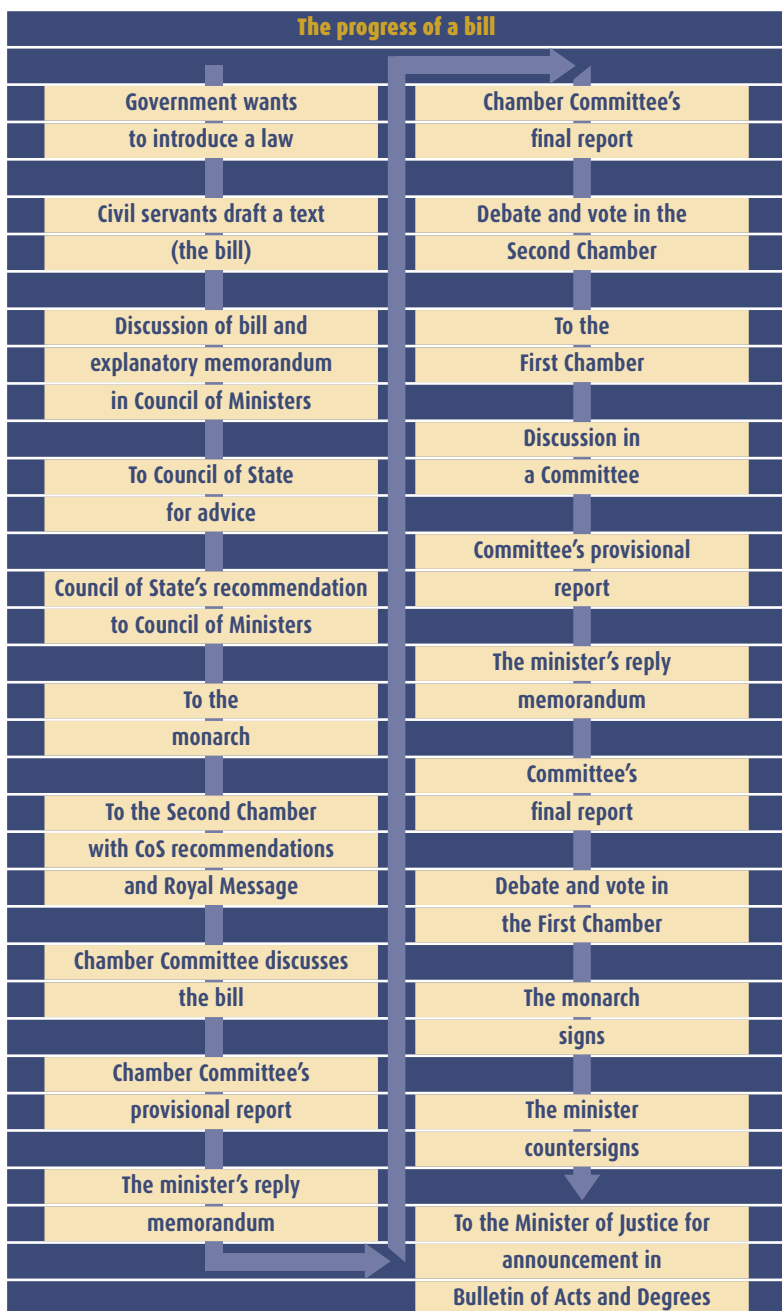 The progress of a bill
Government wants
to introduce a law
Civil servants draft a text
(the bill)
Discussion of bill and
explanatory memorandum
in Council of Ministers
To Council of State
for advice
Council of State's recommendation
to Council of Ministers
To the
monarch
To the Second Chamber
with CoS recommendations
and Royal Message
Chamber Committee discusses
the bill
Chamber Committee's
provisional report
The minister's reply
memorandum
Chamber Committee's
final report
Debate and vote in the
Second Chamber
To the
First Chamber
Discussion in
a Committee
Committee's provisional
report
The minister's reply
memorandum
Committee's
final report
Debate and vote in
the First Chamber
The monarch
signs
The minister
countersigns
To the Minister of Justice for
announcement in
Bulletin of Acts and Degrees